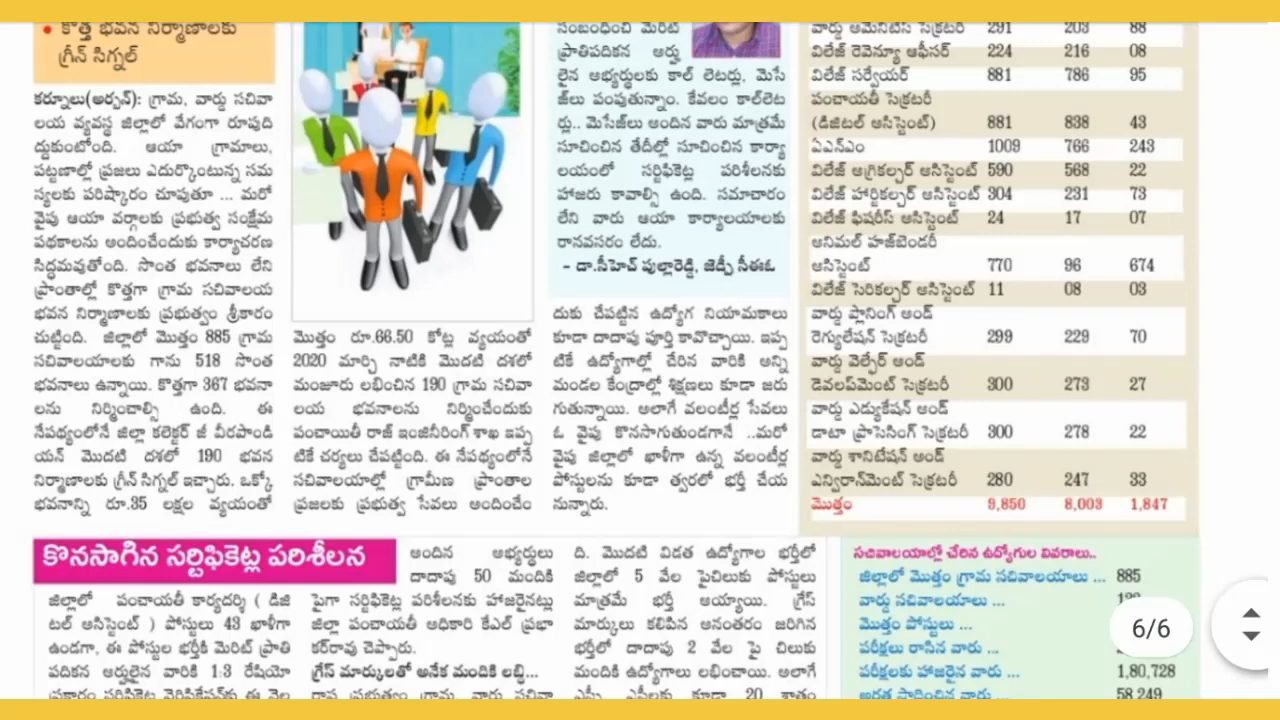 కొత్త భవన నిర్మాణాలకు
గ్రీన్ సిగ్నల్
కర్నూలు(అర్బన్): గ్రామ, వార్డు సచివా
లయ వ్యవస్థ జిల్లాలో వేగంగా రూపుది
ద్దుకుంటోంది. ఆయా గ్రామాలు,
పట్టణాల్లో ప్రజలు ఎదుర్కొంటున్న సమ
స్యలకు పరిష్కారం చూపుతూ ... మరో
వైపు ఆయా వర్గాలకు ప్రభుత్వ సంక్షేమ
పథకాలను అందించేందుకు కార్యాచరణ
సిద్ధమవుతోంది. సొంత భవనాలు లేని
ప్రాంతాల్లో కొత్తగా గ్రామ సచివాలయ
భవన నిర్మాణాలకు ప్రభుత్వం శ్రీకారం
చుట్టింది. జిల్లాలో మొత్తం 885 గ్రామ
సచివాలయాలకు గాను 518 సొంత
భవనాలు ఉన్నాయి. కొత్తగా 367 భవనా
లను నిర్మించాల్సి ఉంది. ఈ
నేపథ్యంలోనే జిల్లా కలెక్టర్ జీ వీరపాండి
యన్ మొదటి దశలో 190 భవన
నిర్మాణాలకు గ్రీన్ సిగ్నల్ ఇచ్చారు. ఒక్కో
భవనాన్ని రూ.35 లక్షల వ్యయంతో
మొత్తం రూ.66.50 కోట్ల వ్యయంతో
2020 మార్చి నాటికి మొదటి దశలో
మంజూరు లభించిన 190 గ్రామ సచివా
లయ భవనాలను నిర్మించేందుకు
పంచాయితీ రాజ్ ఇంజినీరింగ్ శాఖ ఇప్ప
టికే చర్యలు చేపట్టింది. ఈ నేపథ్యంలోనే
సచివాలయాల్లో గ్రామీణ ప్రాంతాల
ప్రజలకు ప్రభుత్వ సేవలు అందించేం
సంబంధించి మెరిట్
ప్రాతిపదికన అర్హు
లైన అభ్యర్థులకు కాల్ లెటర్లు, మెసే
జ్‌లు పంపుతున్నాం. కేవలం కాల్‌లెట
ర్లు.. మెసేజ్‌లు అందిన వారు మాత్రమే
సూచించిన తేదీల్లో సూచించిన కార్యా
లయంలో సర్టిఫికెట్ల పరిశీలనకు
హాజరు కావాల్సి ఉంది. సమాచారం
లేని వారు ఆయా కార్యాలయాలకు
రానవసరం లేదు.
– డా.సీహెచ్ పుల్లారెడ్డి, జెడ్పీ సీఈఓ
దుకు చేపట్టిన ఉద్యోగ నియామకాలు
కూడా దాదాపు పూర్తి కావొచ్చాయి. ఇప్ప
టికే ఉద్యోగాల్లో చేరిన వారికి అన్ని
మండల కేంద్రాల్లో శిక్షణలు కూడా జరు
గుతున్నాయి. అలాగే వలంటీర్ల సేవలు
ఓ వైపు కొనసాగుతుండగానే ..మరో
వైపు జిల్లాలో ఖాళీగా ఉన్న వలంటీర్ల
పోస్టులను కూడా త్వరలో భర్తీ చేయ
నున్నారు.
వార్డు ఆమెనిటిస్ సెక్రటరీ 291 203 88
విలేజ్ రెవెన్యూ ఆఫీసర్ 224 216 08
విలేజ్ సర్వేయర్ 881 786 95
పంచాయతీ సెక్రటరీ
(డిజిటల్ అసిస్టెంట్) 881 838 43
ఏఎన్ఎం 1009 766 243
విలేజ్ అగ్రికల్చర్ అసిస్టెంట్ 590 568 22
విలేజ్ హార్టికల్చర్ అసిస్టెంట్ 304 231 73
విలేజ్ ఫిషరీస్ అసిస్టెంట్ 24 17 07
అనిమల్ హజ్‌బెండరీ
అసిస్టెంట్ 770 96 674
విలేజ్ సెరికల్చర్ అసిస్టెంట్ 11 08 03
వార్డు ప్లానింగ్ అండ్
రెగ్యులేషన్ సెక్రటరీ 299 229 70
వార్డు వెల్ఫేర్ అండ్
డెవలప్‌మెంట్ సెక్రటరీ 300 273 27
వార్డు ఎడ్యుకేషన్ అండ్
డాటా ప్రాసెసింగ్ సెక్రటరీ 300 278 22
వార్డు శానిటేషన్ అండ్
ఎన్విరాన్‌మెంట్ సెక్రటరీ 280 247 33
మొత్తం 9,850 8,003 1,847
కొనసాగిన సర్టిఫికెట్ల పరిశీలన
జిల్లాలో పంచాయతీ కార్యదర్శి ( డిజి
టల్ అసిస్టెంట్ ) పోస్టులు 43 ఖాళీగా
ఉండగా, ఈ పోస్టుల భర్తీకి మెరిట్ ప్రాతి
పదికన అర్హులైన వారికి 1:3 రేషియో
ప్రకారం సర్టిఫికెట్ల వెరిఫికేషన్‌కు ఈ నెల
అందిన అభ్యర్థులు
దాదాపు 50 మందికి
పైగా సర్టిఫికెట్ల పరిశీలనకు హాజరైనట్లు
జిల్లా పంచాయతీ అధికారి కేఎల్ ప్రభా
కర్‌రావు చెప్పారు.
గ్రేస్ మార్కులతో అనేక మందికి లబ్ధి...
రాష్ట్ర ప్రభుత్వం గ్రామ వార్డు సచివా
ది. మొదటి విడత ఉద్యోగాల భర్తీలో
జిల్లాలో 5 వేల పైచిలుకు పోస్టులు
మాత్రమే భర్తీ అయ్యాయి. గ్రేస్
మార్కులు కలిపిన అనంతరం జరిగిన
భర్తీలో దాదాపు 2 వేల పై చిలుకు
మందికి ఉద్యోగాలు లభించాయి. అలాగే
ఎస్సీ, ఎస్టీలకు కూడా 20 శాతం
సచివాలయాల్లో చేరిన ఉద్యోగుల వివరాలు..
జిల్లాలో మొత్తం గ్రామ సచివాలయాలు ... 885
వార్డు సచివాలయాలు ...
మొత్తం పోస్టులు ...
పరీక్షలు రాసిన వారు ...
పరీక్షలకు హాజరైన వారు ... 1,80,728
అర్హత సాధించిన వారు ... 58,249
6/6